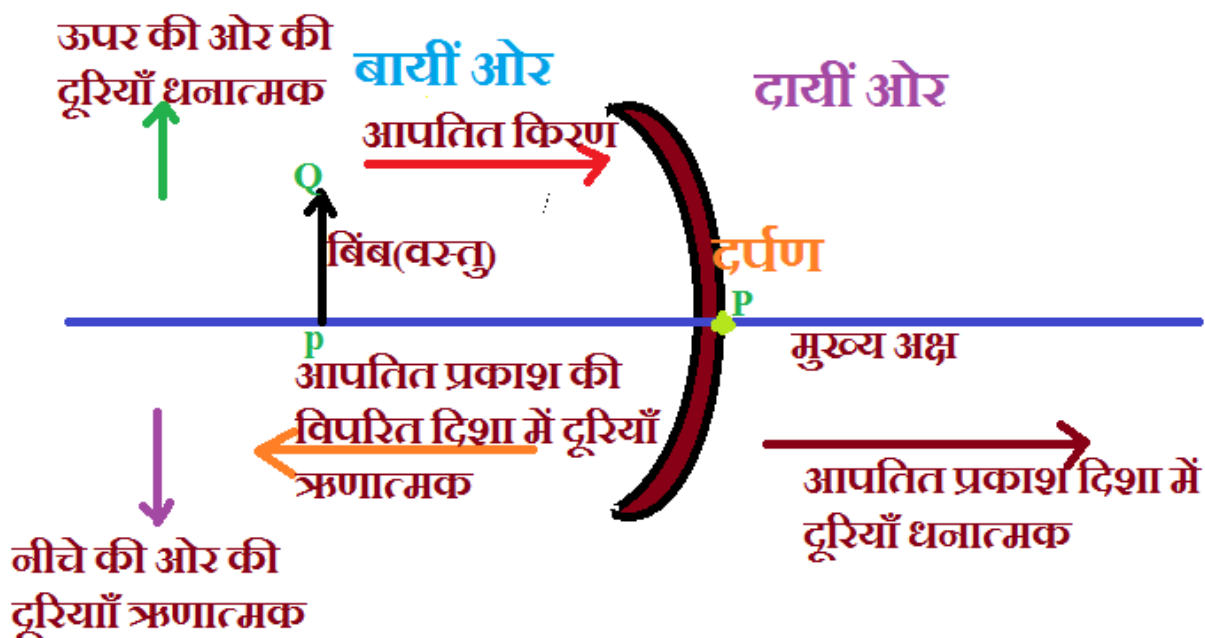 ऊपर की ओर की
दूरियाँ धनात्मक
बायीं ओर
दायीं ओर
आपतित किरण
Q
बिंब(वस्तु)
दर्पण
P
p
मुख्य अक्ष
आपतित प्रकाश की
विपरित दिशा में दूरियाँ
ऋणात्मक
आपतित प्रकाश दिशा में
दूरियाँ धनात्मक
नीचे की ओर की
दूरियााँ ऋणात्मक